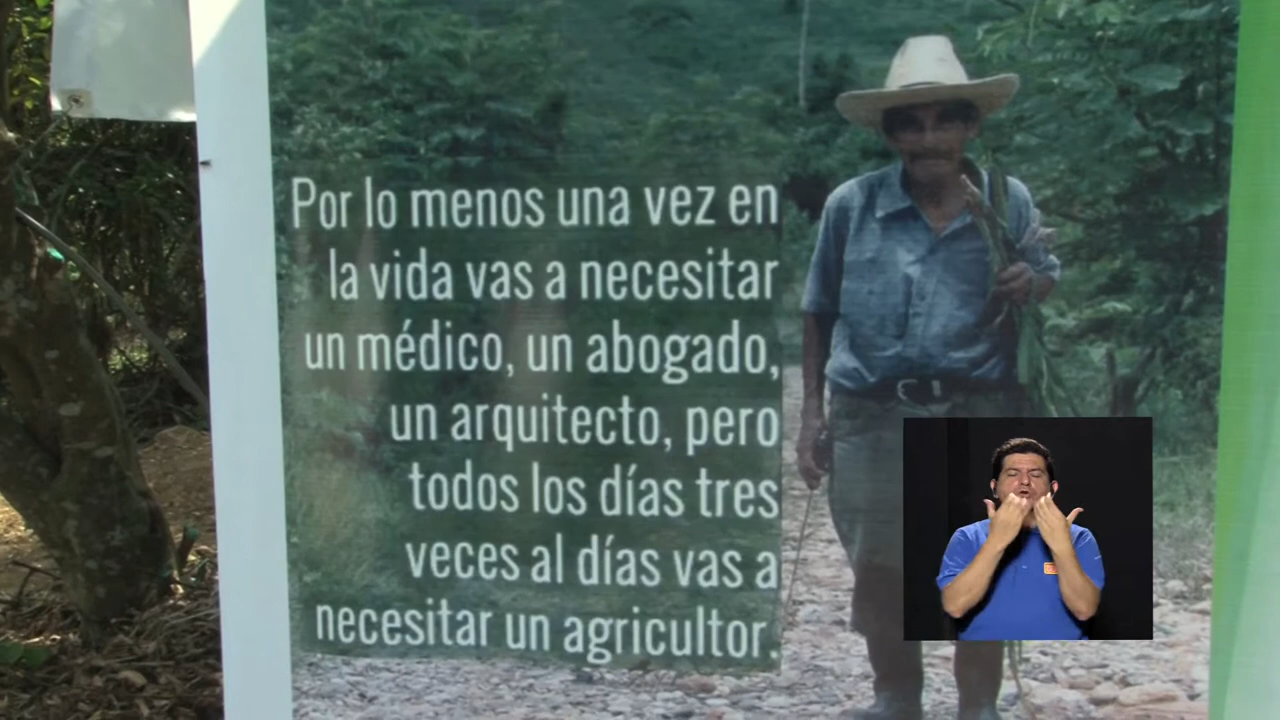 Por lo menos una vez en
la vida vas a necesitar
un médico, un abogado,
un arquitecto, pero
todos los días tres
veces al días vas a
necesitar un agricultor.